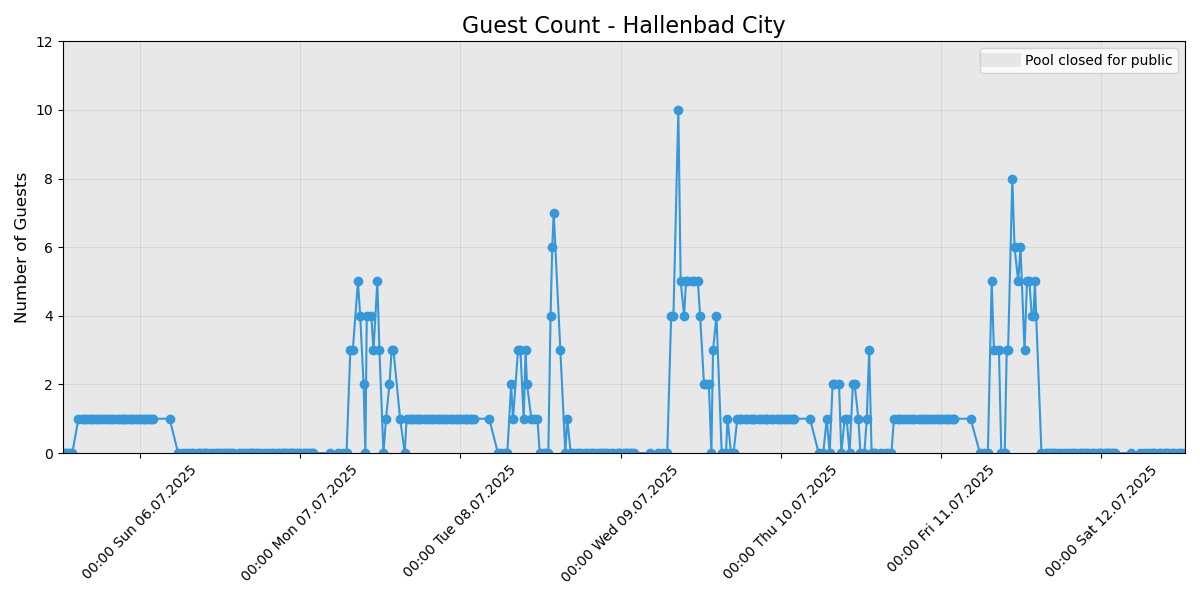 Guest Count - Hallenbad City
Pool closed for public
Number of Guests
12
10
8
6
4
2
0
00:00 Sun 06.07.2025
00:00 Mon 07.07.2025
00:00 Tue 08.07.2025
00:00 Wed 09.07.2025
00:00 Thu 10.07.2025
00:00 Fri 11.07.2025
00:00 Sat 12.07.2025